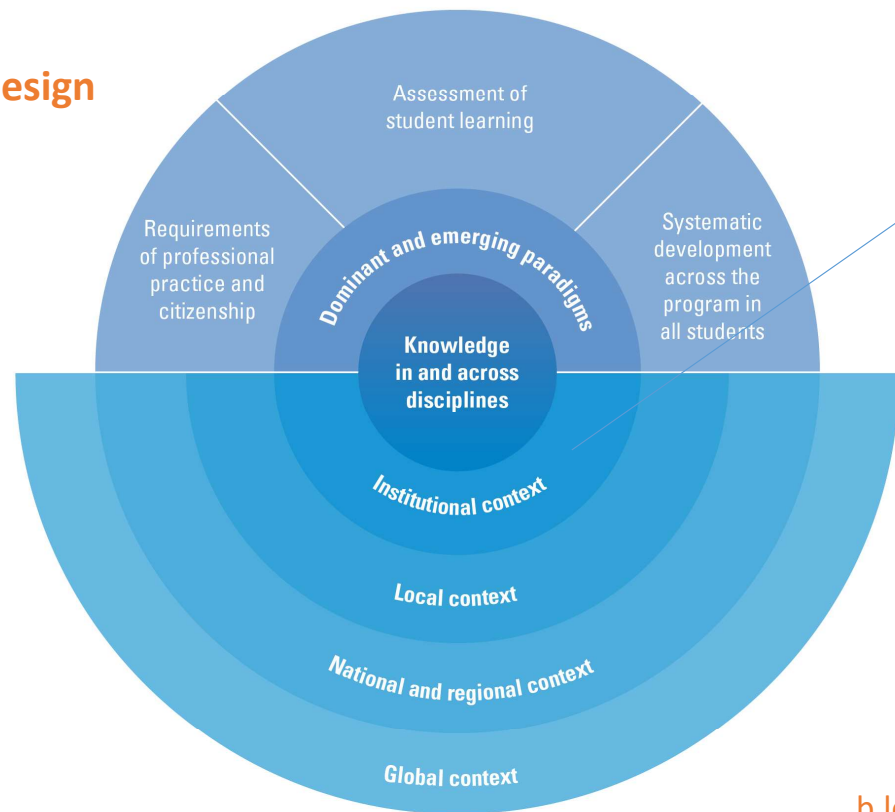 esign
Assessment of
student learning
Requirements
of professional
practice and
citizenship
Systematic
development
across the
program in
all students
Dominant and emerging paradigms
Knowledge
in and across
disciplines
Institutional context
Local context
National and regional context
Global context